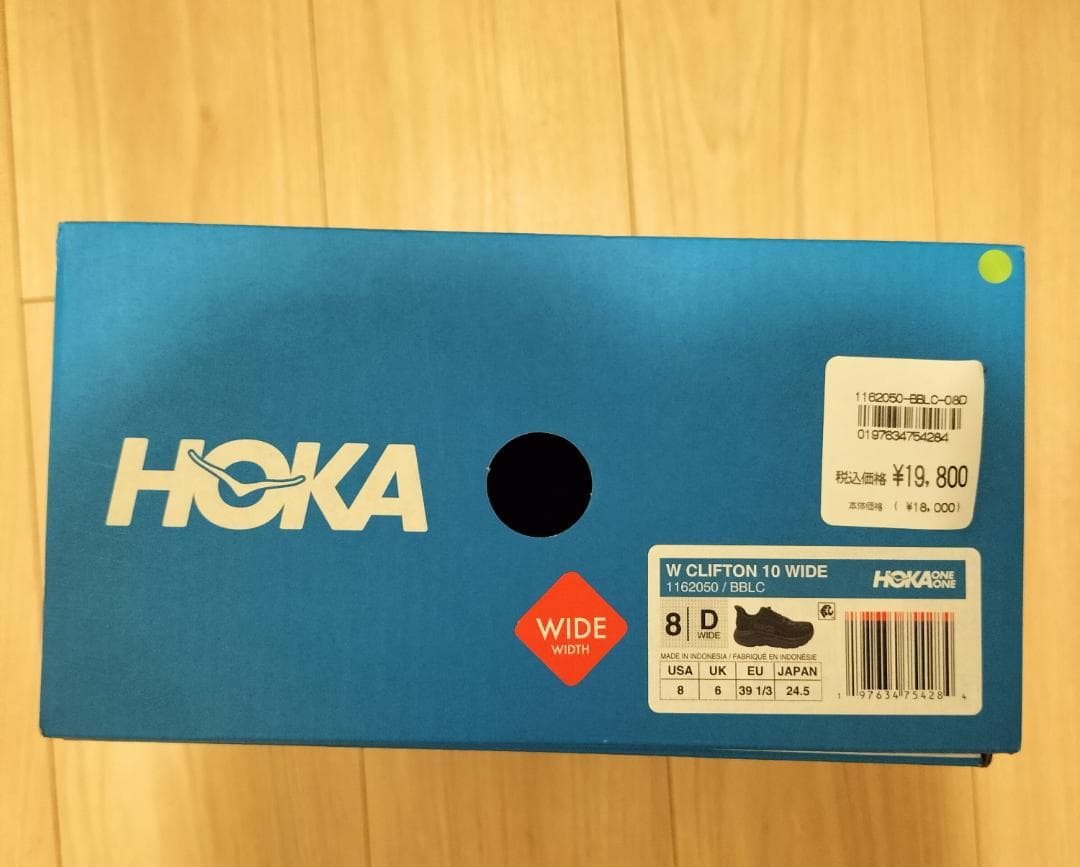 HOKA
WIDE
WIDTH
1162050-BBLC-08D
0197634754284
税込価格 ¥19,800
本体価格 ( ¥18,000)
W CLIFTON 10 WIDE
1162050 / BBLC
HOKA ONE ONE
8 D
WIDE
MADE IN INDONESIA / FABRIQUÉ EN INDONÉSIE
USA UK EU JAPAN
8 6 39 1/3 24.5
1 97634 75428 4